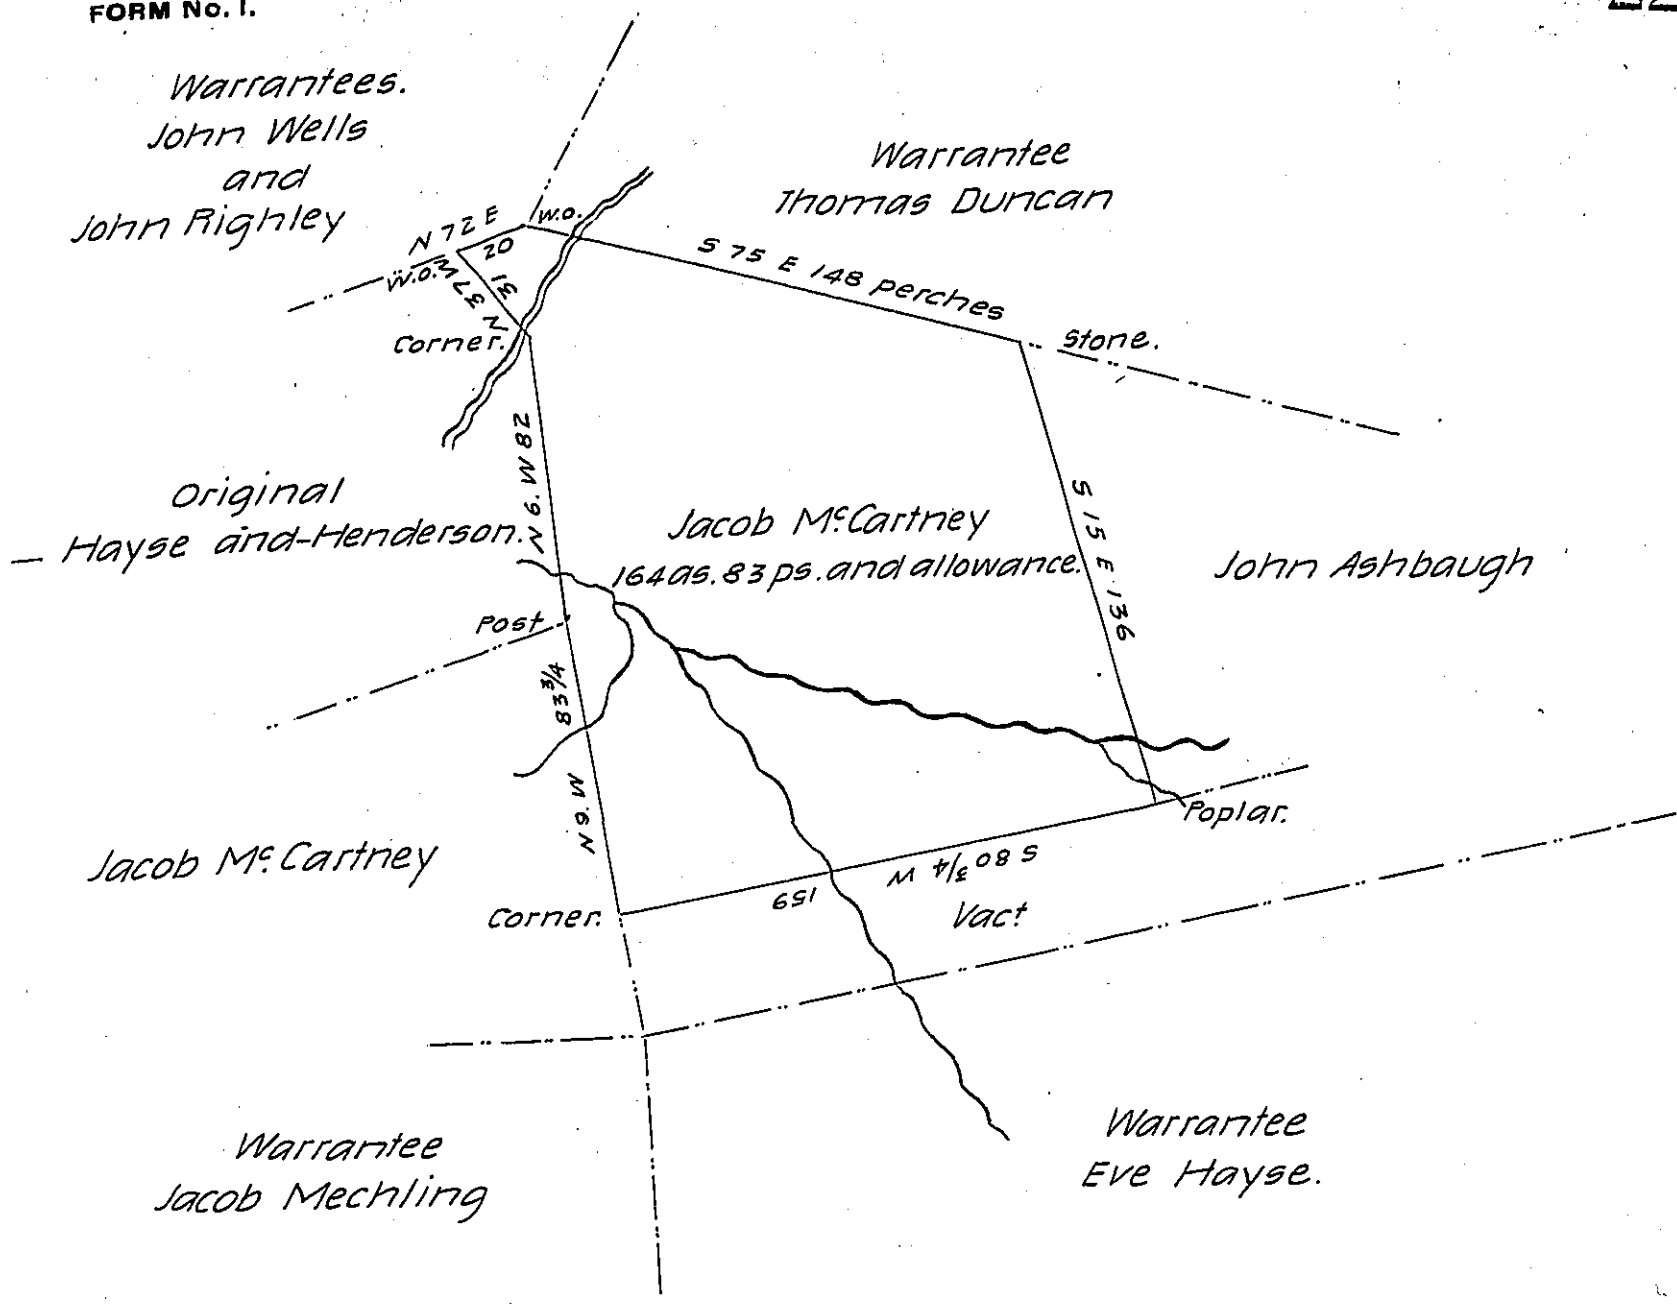 FORM No. 1.
Warrantees.
John Wells
and
John Righley
Warrantee
Thomas Duncan
N 72 E
20
W.O.
W.O.
N 37 W
31
Corner.
S 75 E 148 perches
Stone.
N 6. W 82
Original
Hayse and Henderson.
Jacob McCartney
164 as. 83 ps. and allowance.
S 15 E 136
John Ashbaugh
Post
83 3/4
N 9. W
Jacob McCartney
Poplar.
S 80 3/4 W
159
Corner.
Vact
Warrantee
Jacob Mechling
Warrantee
Eve Hayse.